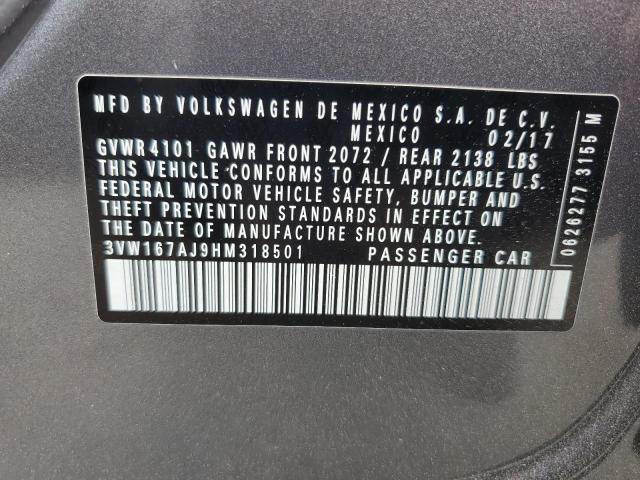 MFD BY VOLKSWAGEN DE MEXICO S.A. DE C.V.
MEXICO 02/17
GVWR 4101 GAWR FRONT 2072 / REAR 2138 LBS
THIS VEHICLE CONFORMS TO ALL APPLICABLE U.S.
FEDERAL MOTOR VEHICLE SAFETY, BUMPER AND
THEFT PREVENTION STANDARDS IN EFFECT ON
THE DATE OF MANUFACTURE SHOWN ABOVE.
3VW167AJ9HM318501 PASSENGER CAR
0626277 3155 M